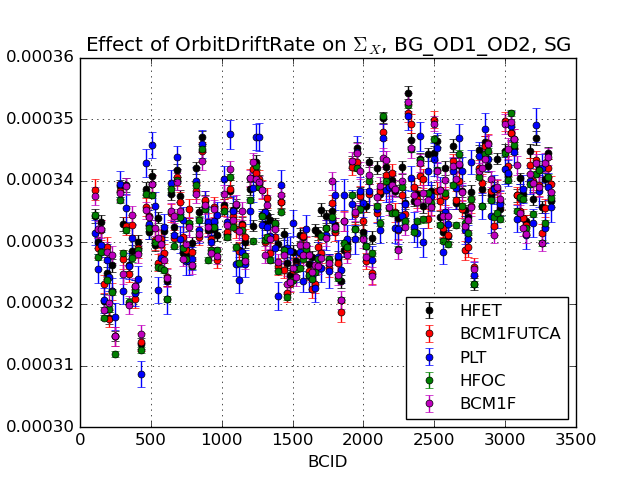 Effect of OrbitDriftRate on Σ_X, BG_OD1_OD2, SG
0.00036
0.00035
0.00034
0.00033
0.00032
0.00031
0.00030
0 500 1000 1500 2000 2500 3000 3500
BCID
HFET
BCM1FUTCA
PLT
HFOC
BCM1F